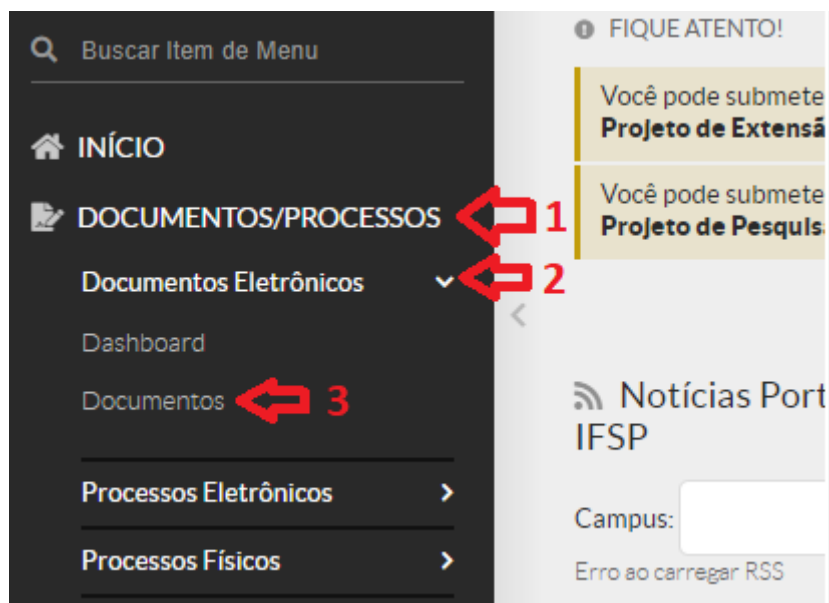 Buscar Item de Menu
INÍCIO
DOCUMENTOS/PROCESSOS
1
Documentos Eletrônicos
2
Dashboard
Documentos
3
Processos Eletrônicos
Processos Físicos
FIQUE ATENTO!
Você pode submete
Projeto de Extensã
Você pode submete
Projeto de Pesquis
Notícias Port
IFSP
Campus:
Erro ao carregar RSS